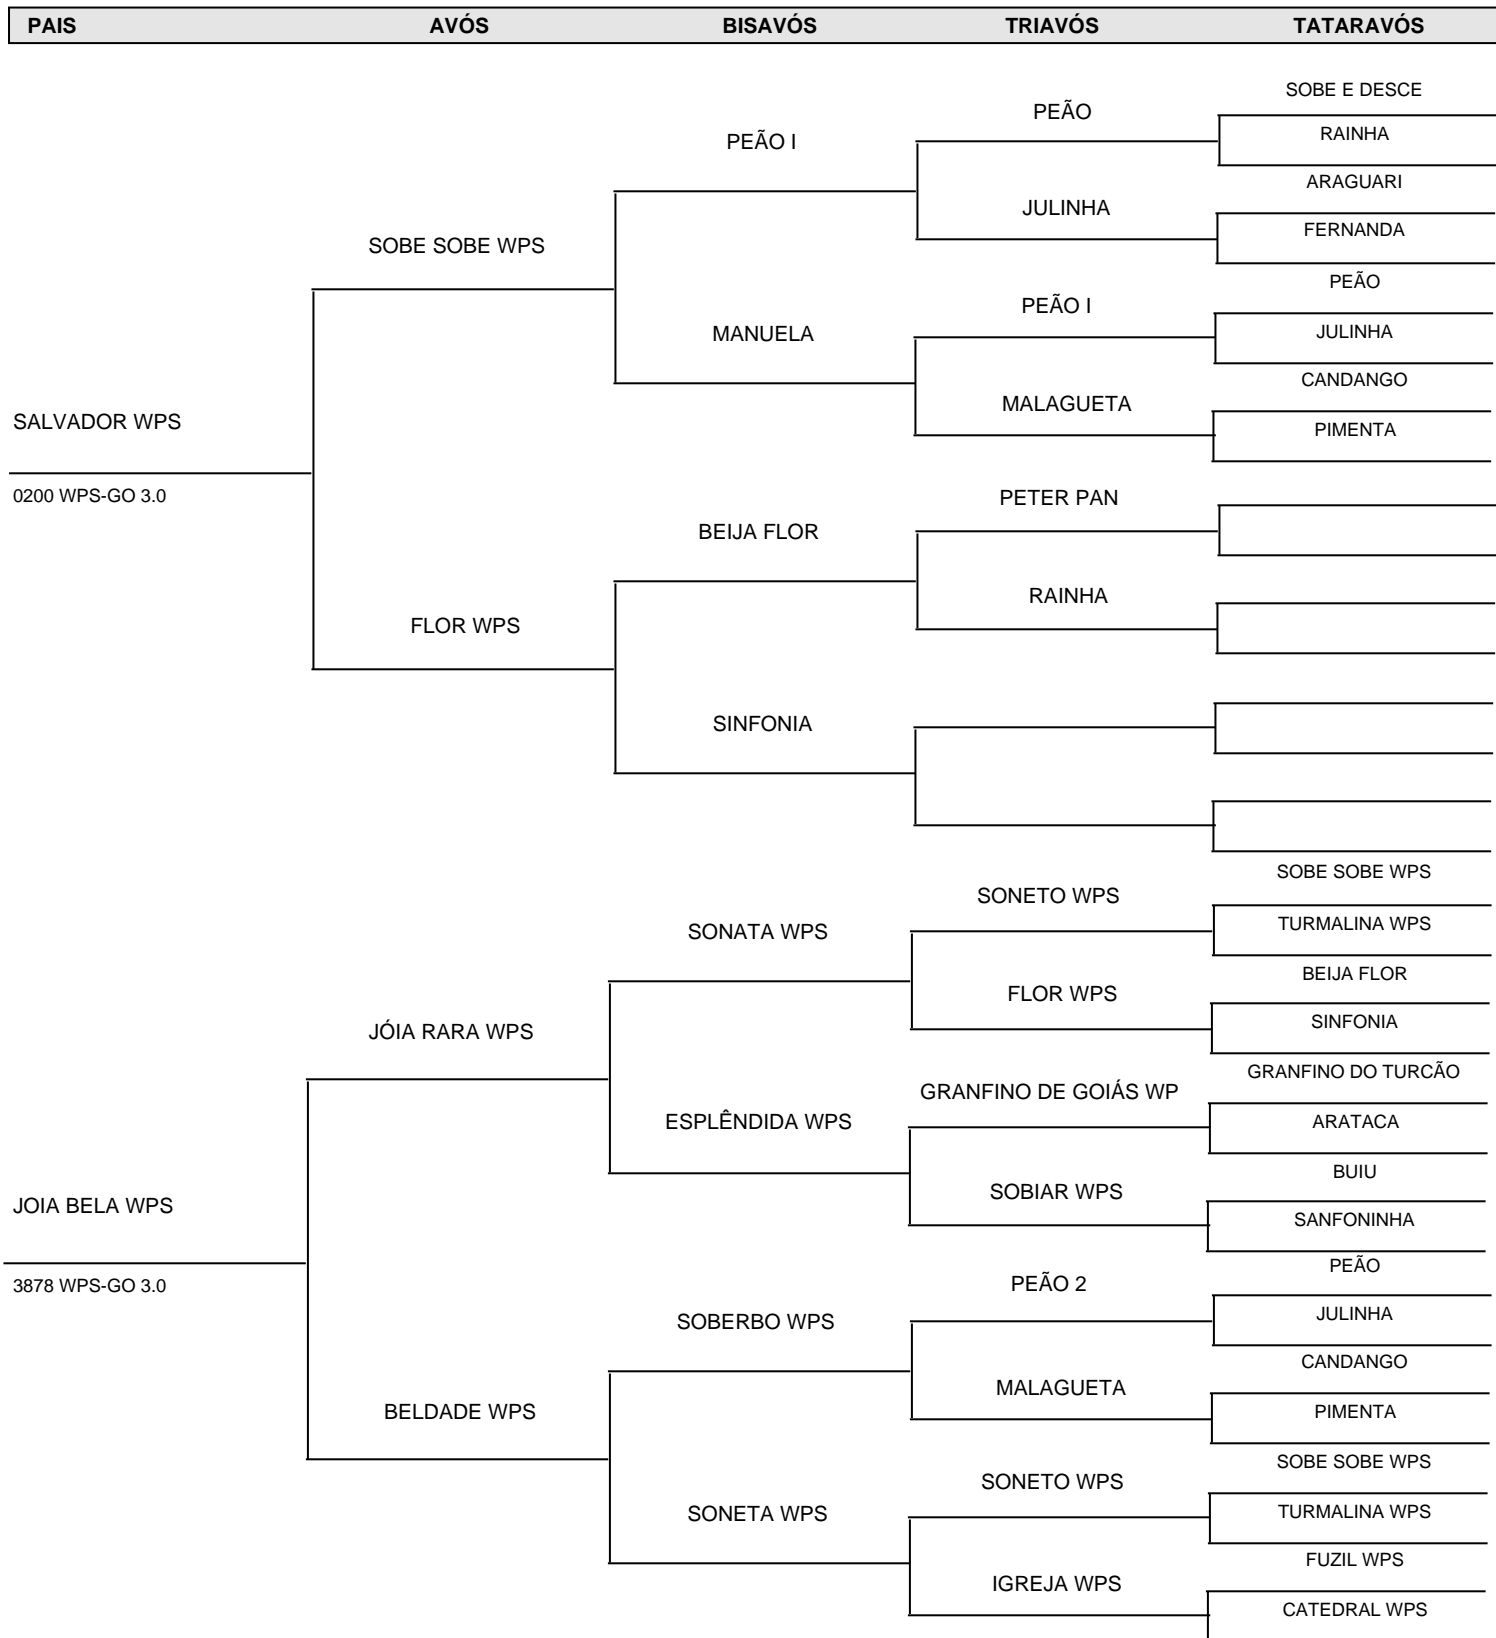 PAIS AVÓS BISAVÓS TRIAVÓS TATARAVÓS
SOBE E DESCE
PEÃO
RAINHA
PEÃO I
ARAGUARI
JULINHA
FERNANDA
SOBE SOBE WPS
PEÃO
PEÃO I
JULINHA
MANUELA
CANDANGO
MALAGUETA
SALVADOR WPS
PIMENTA
0200 WPS-GO 3.0
PETER PAN
BEIJA FLOR
RAINHA
FLOR WPS
SINFONIA
SOBE SOBE WPS
SONETO WPS
TURMALINA WPS
SONATA WPS
BEIJA FLOR
FLOR WPS
SINFONIA
JÓIA RARA WPS
GRANFINO DO TURCÃO
GRANFINO DE GOIÁS WP
ARATACA
ESPLÊNDIDA WPS
BUIU
SOBIAR WPS
JOIA BELA WPS
SANFONINHA
PEÃO
3878 WPS-GO 3.0
PEÃO 2
JULINHA
SOBERBO WPS
CANDANGO
MALAGUETA
BELDADE WPS
PIMENTA
SOBE SOBE WPS
SONETO WPS
TURMALINA WPS
SONETA WPS
FUZIL WPS
IGREJA WPS
CATEDRAL WPS